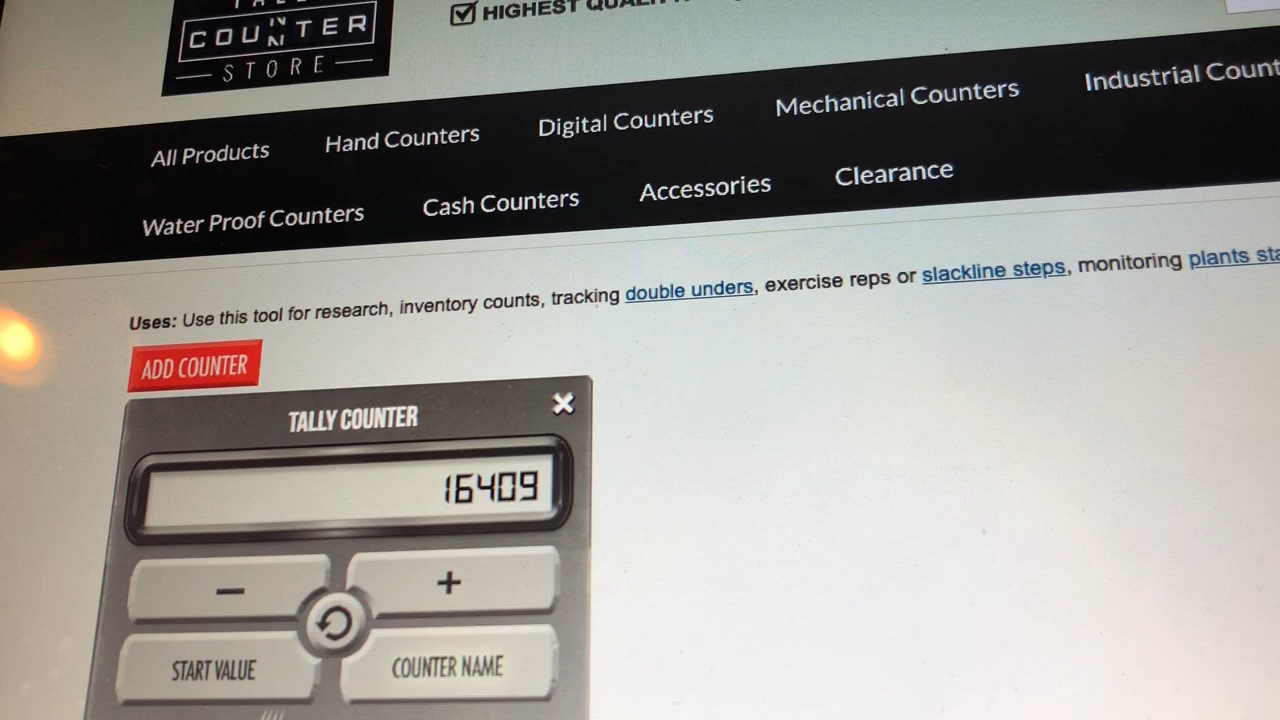 COUNTER
STORE
HIGHEST
All Products Hand Counters Digital Counters Mechanical Counters Industrial
Water Proof Counters Cash Counters Accessories Clearance
Uses: Use this tool for research, inventory counts, tracking double unders, exercise reps or slackline steps, monitoring plants
ADD COUNTER
TALLY COUNTER
16409
START VALUE
COUNTER NAME